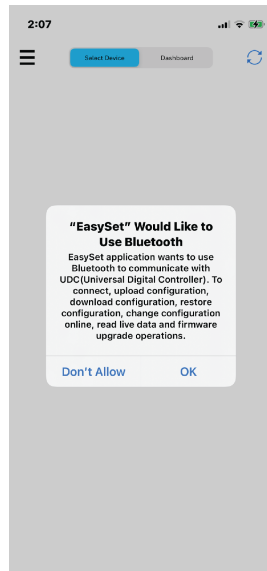 2:07
Select Device Dashboard
“EasySet” Would Like to
Use Bluetooth
EasySet application wants to use
Bluetooth to communicate with
UDC(Universal Digital Controller). To
connect, upload configuration,
download configuration, restore
configuration, change configuration
online, read live data and firmware
upgrade operations.
Don't Allow OK